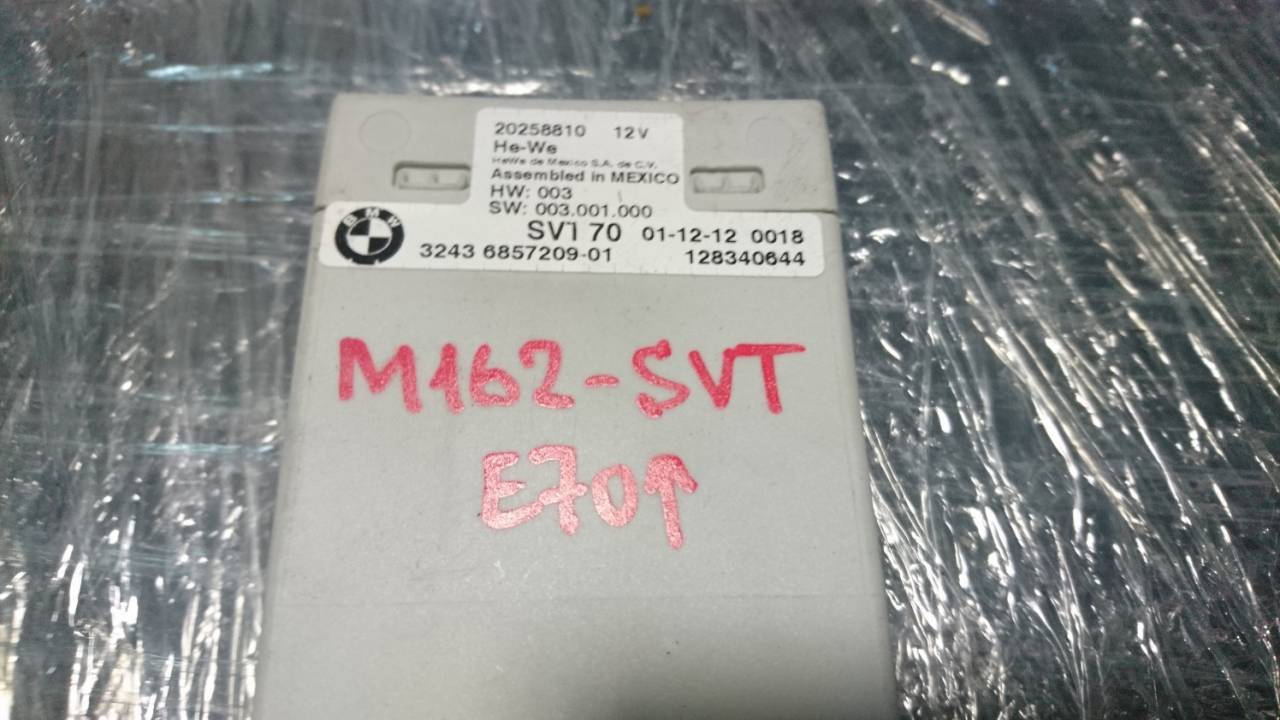 20258810 12V
He-We
HeWe de Mexico S.A. de C.V.
Assembled in MEXICO
HW: 003
SW: 003.001.000
BMW
SVT 70 01-12-12 0018
3243 6857209-01 128340644
M162-SVT
E70↑